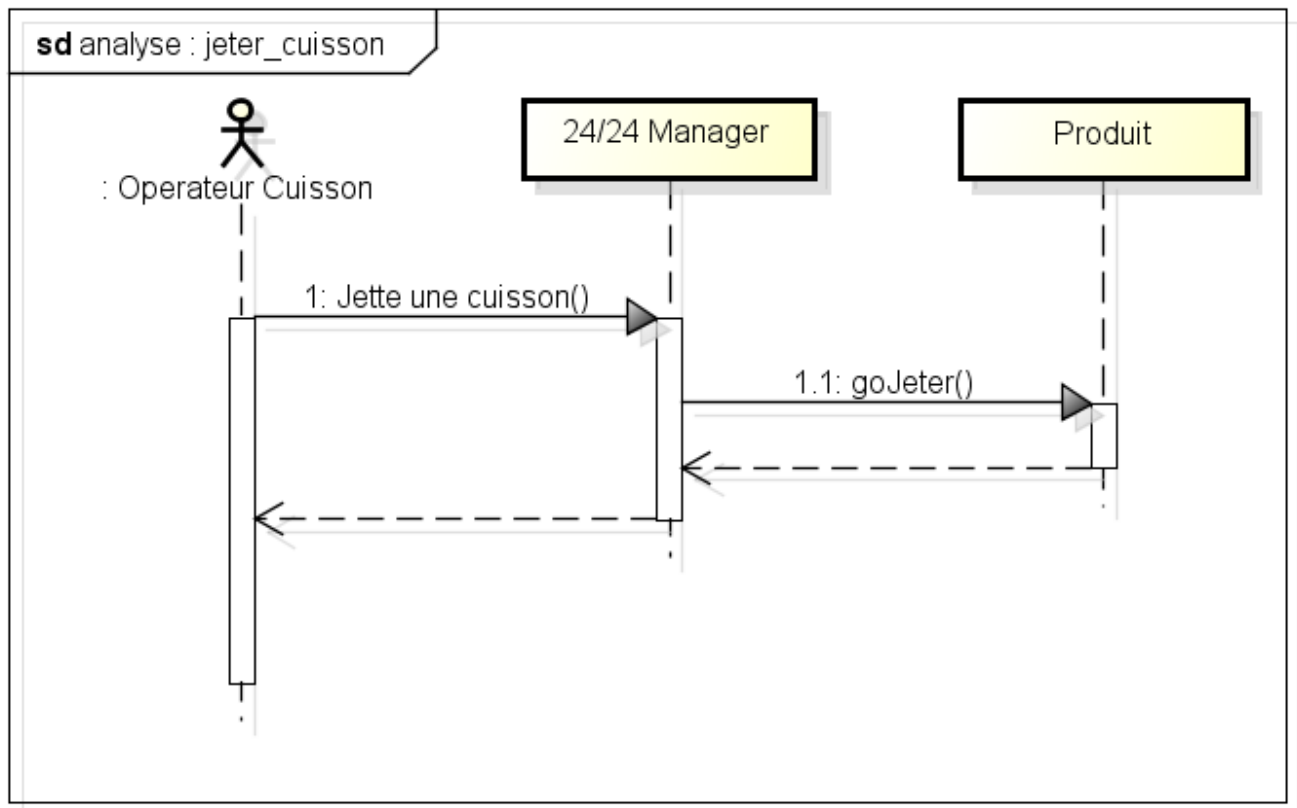 sd analyse : jeter_cuisson
: Operateur Cuisson
24/24 Manager
Produit
1: Jette une cuisson()
1.1: goJeter()